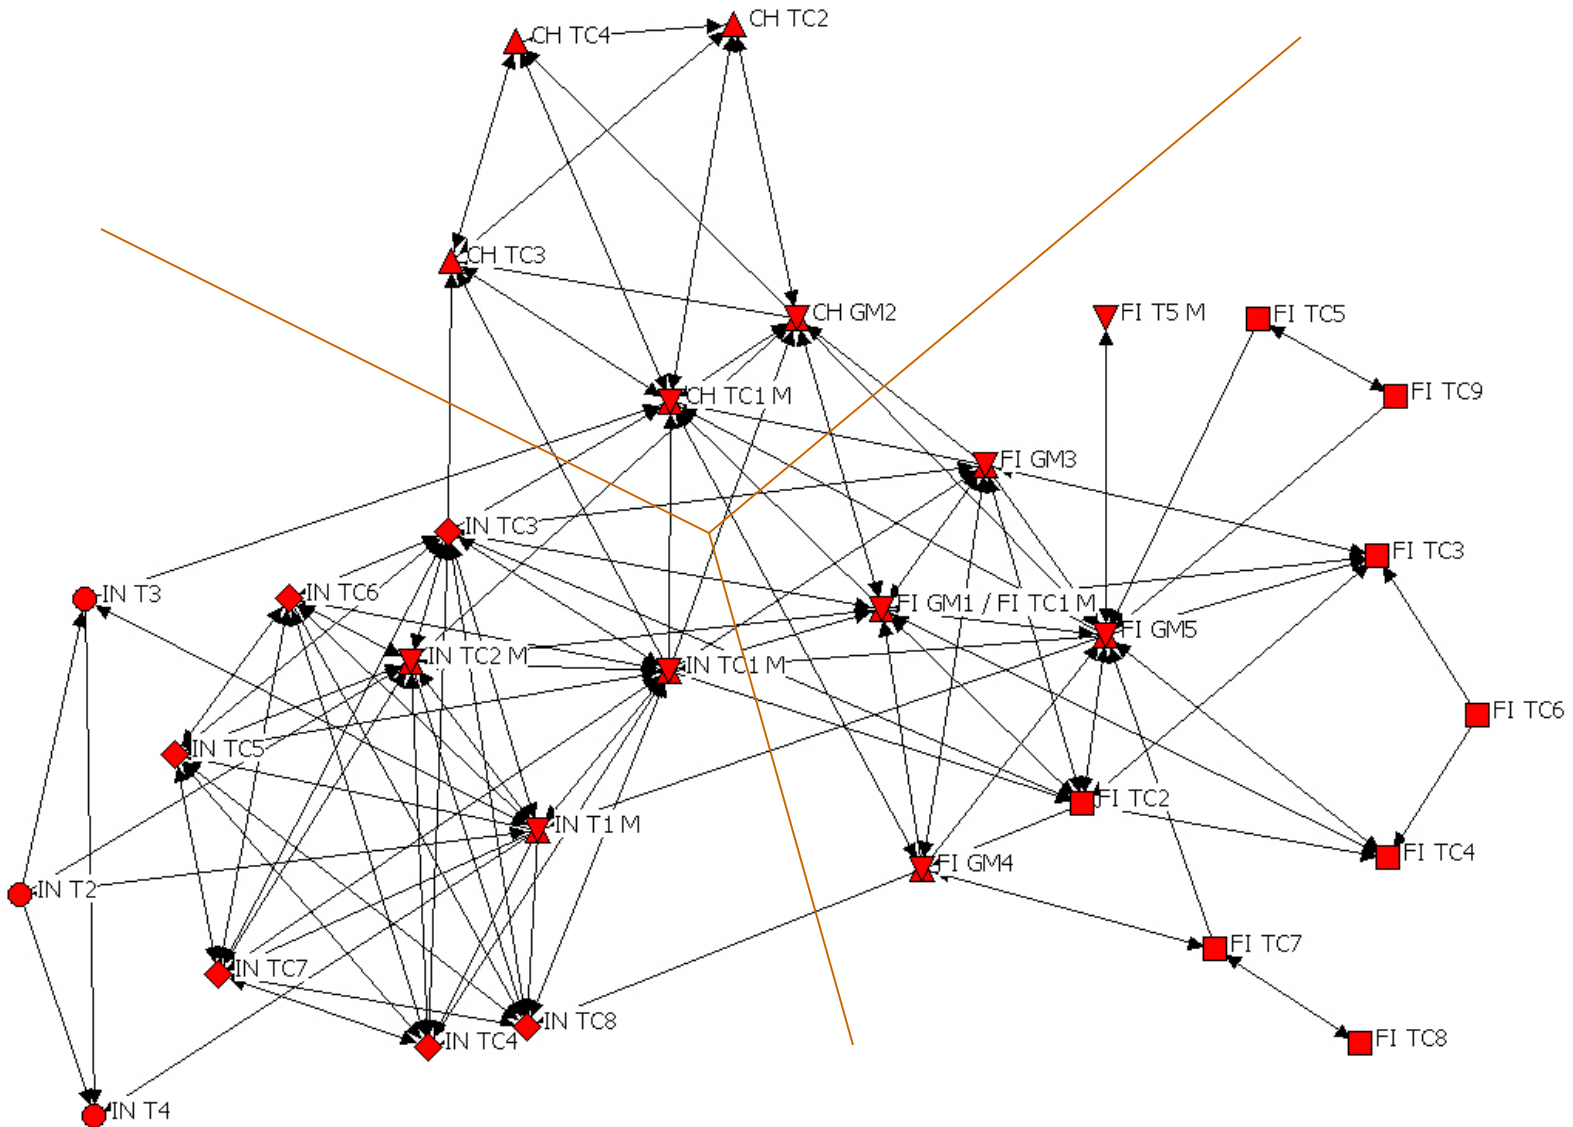 CH TC2
CH TC4
CH TC3
CH GM2
FI T5 M
FI TC5
FI TC9
CH TC1 M
FI GM3
IN TC3
FI TC3
IN T3
IN TC6
FI GM1 / FI TC1 M
FI GM5
IN TC2 M
IN TC1 M
FI TC6
IN TC5
FI TC2
IN T1 M
FI TC4
FI GM4
IN T2
FI TC7
IN TC7
IN TC8
IN TC4
FI TC8
IN T4